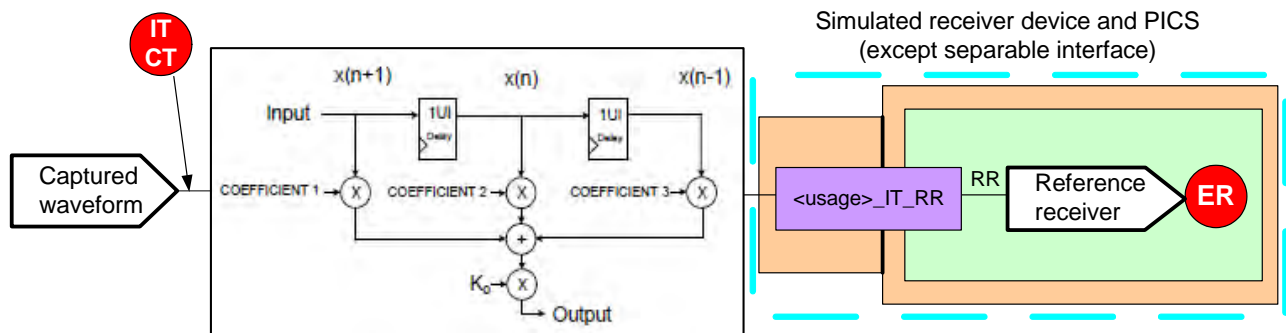 Simulated receiver device and PICS
(except separable interface)
IT
CT
x(n+1)
x(n)
x(n-1)
Input
1UI
Delay
1UI
Delay
Captured
waveform
COEFFICIENT 1
X
COEFFICIENT 2
X
COEFFICIENT 3
X
<usage>_IT_RR
RR
Reference
receiver
ER
+
K₀
X
Output